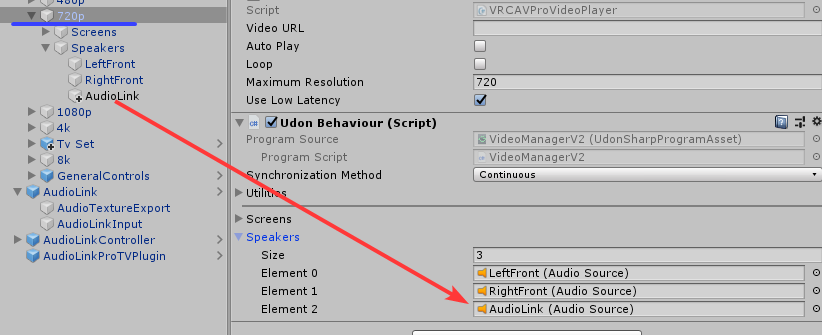 480p
720p
Screens
Speakers
LeftFront
RightFront
AudioLink
1080p
4k
Tv Set
8k
GeneralControls
AudioLink
AudioTextureExport
AudioLinkInput
AudioLinkController
AudioLinkProTVPlugin
Script VRCAVProVideoPlayer
Video URL
Auto Play
Loop
Maximum Resolution 720
Use Low Latency
Udon Behaviour (Script)
Program Source VideoManagerV2 (UdonSharpProgramAsset)
Program Script VideoManagerV2
Synchronization Method Continuous
Utilities
Screens
Speakers
Size 3
Element 0 LeftFront (Audio Source)
Element 1 RightFront (Audio Source)
Element 2 AudioLink (Audio Source)